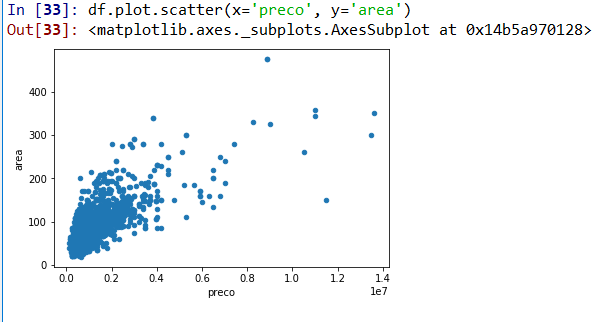 In [33]: df.plot.scatter(x='preco', y='area')
Out[33]: <matplotlib.axes._subplots.AxesSubplot at 0x14b5a970128>
400
300
area
200
100
0
0.0 0.2 0.4 0.6 0.8 1.0 1.2 1.4
1e7
preco